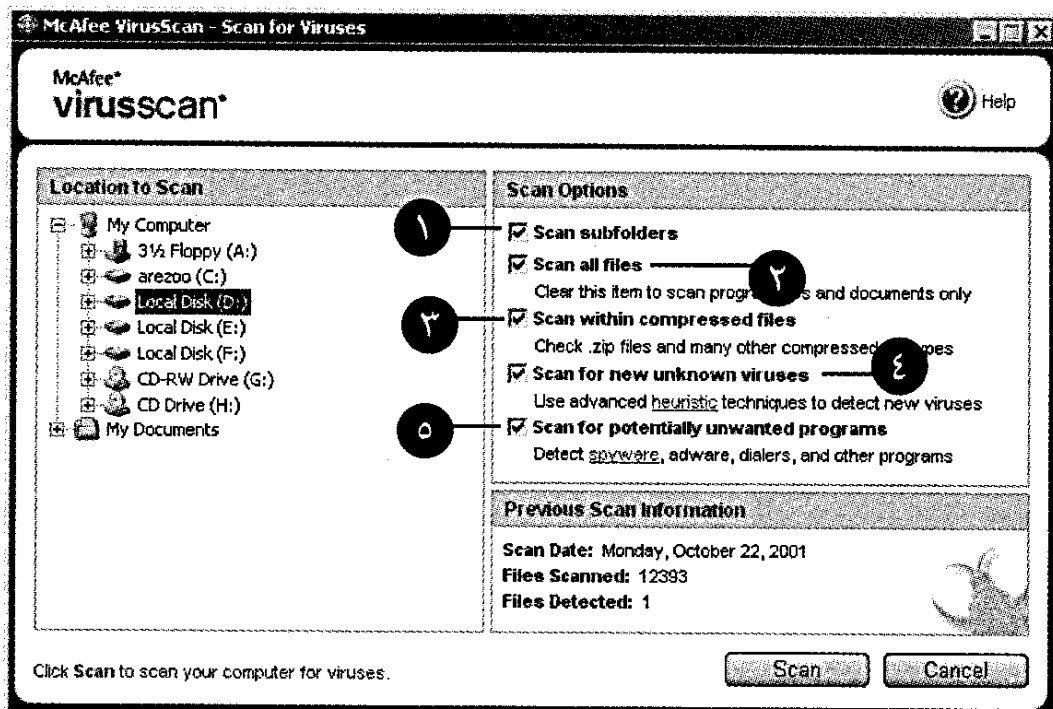 McAfee VirusScan - Scan for Viruses
McAfee*
virusscan*
Help
Location to Scan
My Computer
3½ Floppy (A:)
arezoo (C:)
Local Disk (D:)
Local Disk (E:)
Local Disk (F:)
CD-RW Drive (G:)
CD Drive (H:)
My Documents
Scan Options
۱
Scan subfolders
Scan all files
۲
Clear this item to scan and documents only
۳
Scan within compressed files
Check .zip files and many other compressed
Scan for new unknown viruses
٤
Use advanced heuristic techniques to detect new viruses
۵
Scan for potentially unwanted programs
Detect spyware, adware, dialers, and other programs
Previous Scan Information
Scan Date: Monday, October 22, 2001
Files Scanned: 12393
Files Detected: 1
Click Scan to scan your computer for viruses.
Scan
Cancel